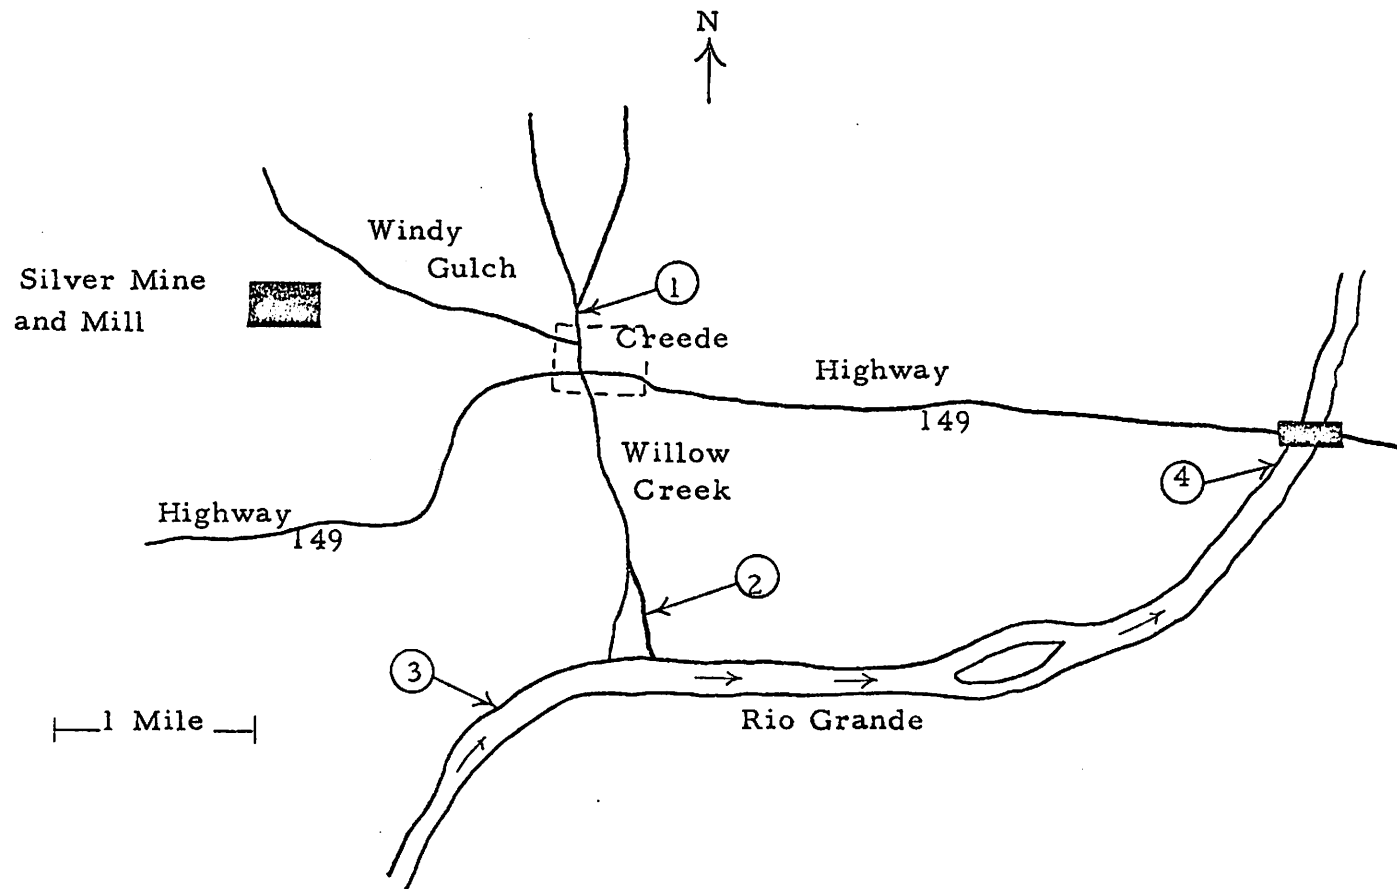 N
Windy
Gulch
Silver Mine
and Mill
1
Creede
Highway
149
Willow
Creek
4
Highway
149
2
3
1 Mile
Rio Grande